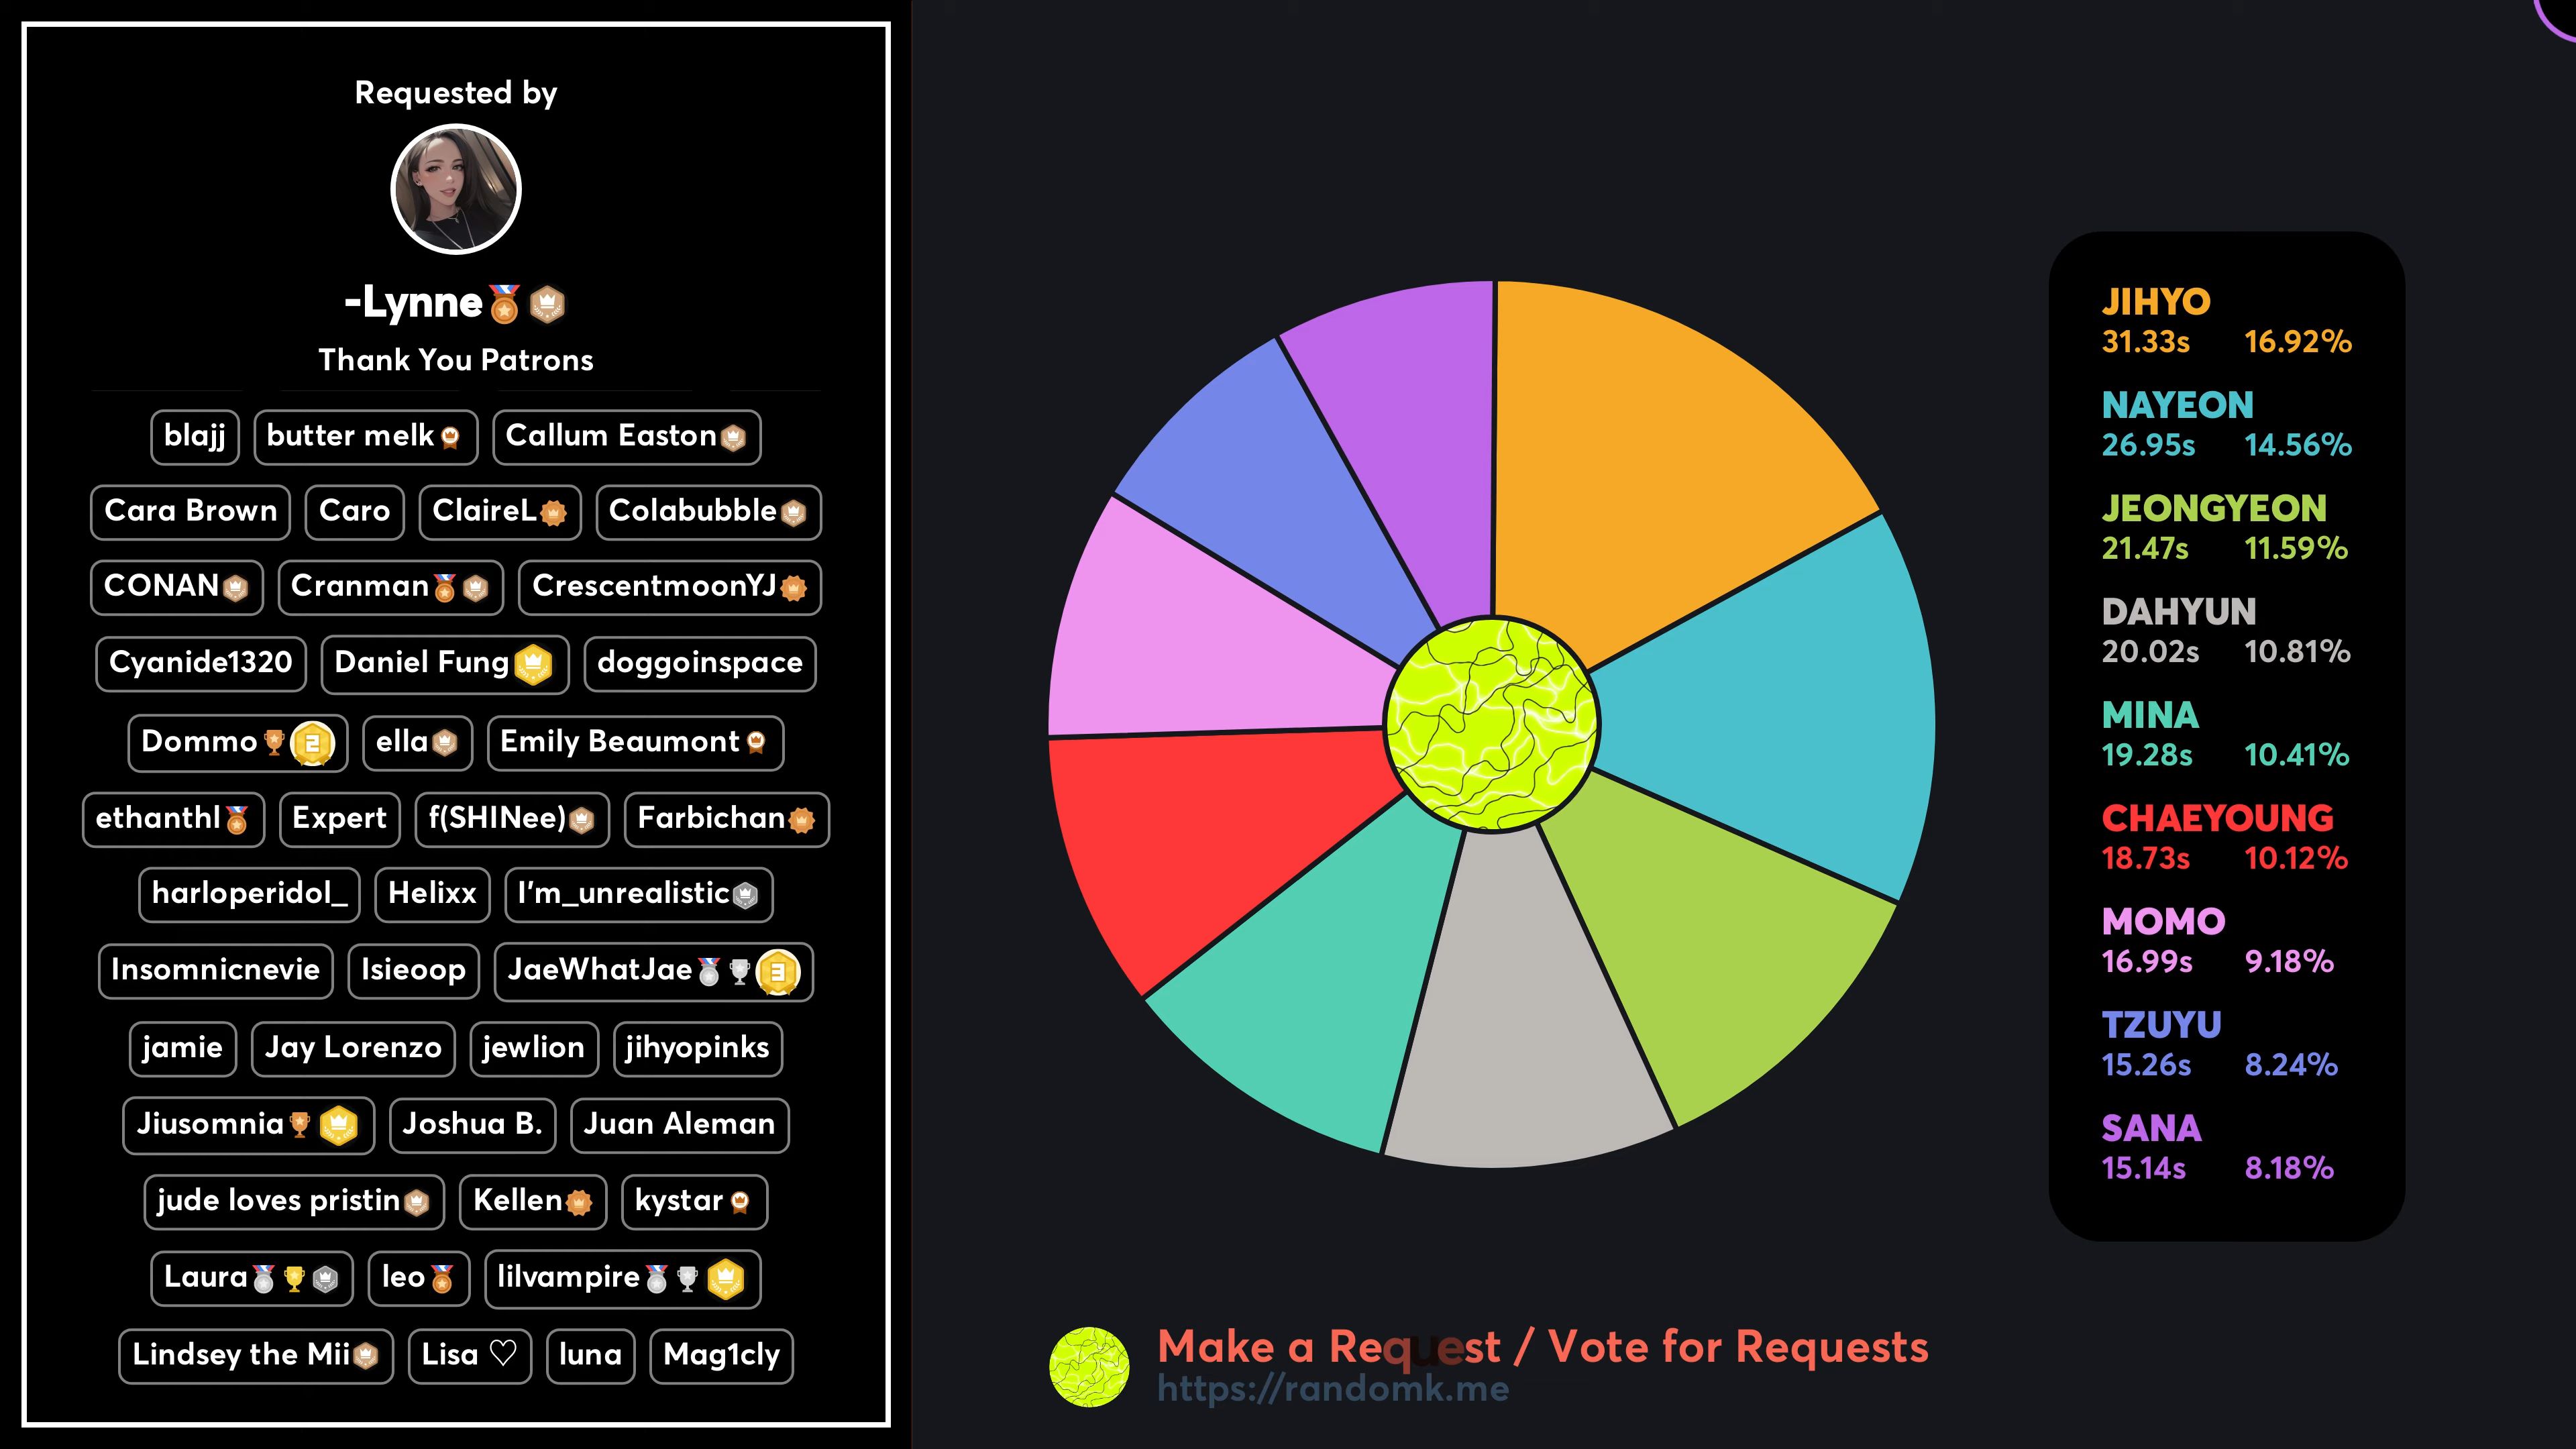 Requested by
-Lynne
Thank You Patrons
blajj butter melk Callum Easton
Cara Brown Caro ClaireL Colabubble
CONAN Cranman CrescentmoonYJ
Cyanide1320 Daniel Fung doggoinspace
Dommo 2 ella Emily Beaumont
ethanthl Expert f(SHINee) Farbichan
harloperidol_ Helixx I'm_unrealistic
Insomnicnevie Isieoop JaeWhatJae 3
jamie Jay Lorenzo jewlion jihyopinks
Jiusomnia Joshua B. Juan Aleman
jude loves pristin Kellen kystar
Laura leo lilvampire
Lindsey the Mii Lisa ♡ luna Mag1cly
JIHYO
31.33s 16.92%
NAYEON
26.95s 14.56%
JEONGYEON
21.47s 11.59%
DAHYUN
20.02s 10.81%
MINA
19.28s 10.41%
CHAEYOUNG
18.73s 10.12%
MOMO
16.99s 9.18%
TZUYU
15.26s 8.24%
SANA
15.14s 8.18%
Make a Request / Vote for Requests
https://randomk.me